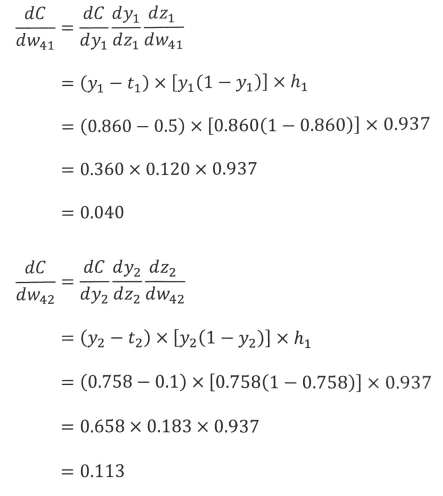 dC/dw₄₁ = dC/dy₁ dy₁/dz₁ dz₁/dw₄₁
= (y₁ − t₁) × [y₁(1 − y₁)] × h₁
= (0.860 − 0.5) × [0.860(1 − 0.860)] × 0.937
= 0.360 × 0.120 × 0.937
= 0.040
dC/dw₄₂ = dC/dy₂ dy₂/dz₂ dz₂/dw₄₂
= (y₂ − t₂) × [y₂(1 − y₂)] × h₁
= (0.758 − 0.1) × [0.758(1 − 0.758)] × 0.937
= 0.658 × 0.183 × 0.937
= 0.113